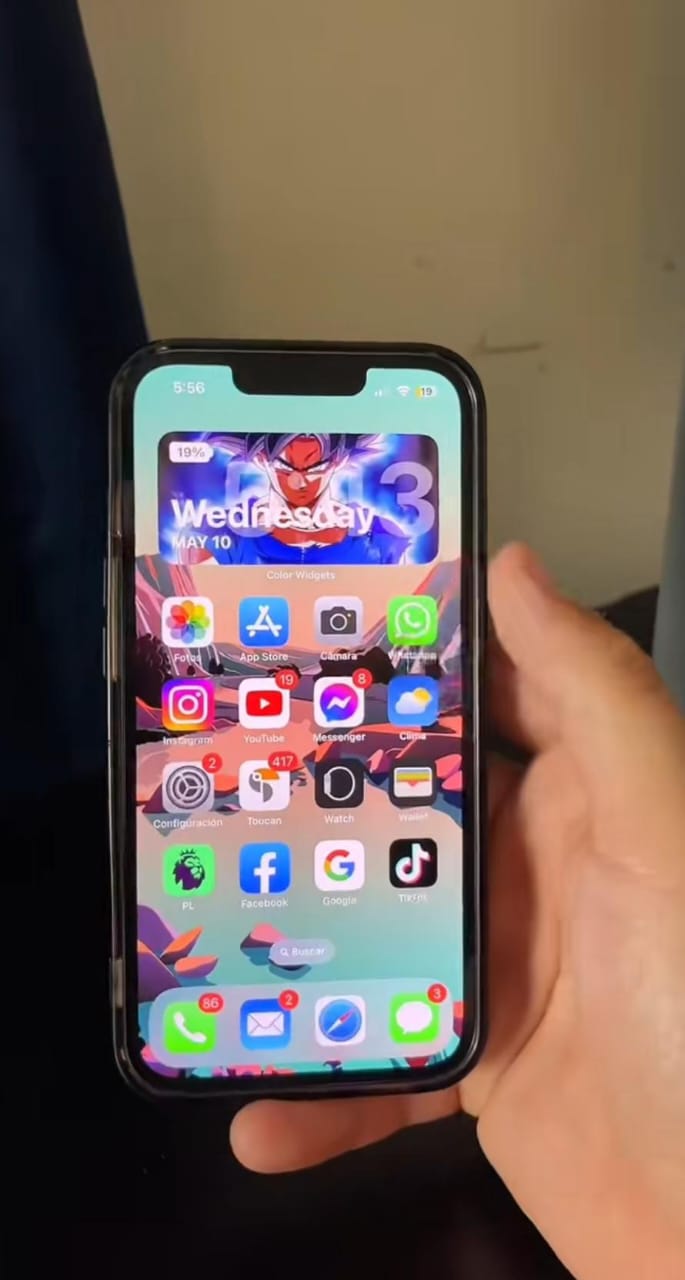 5:56
19
19%
Wednesday
MAY 10
Color Widgets
Fotos
App Store
Cámara
WhatsApp
19
8
Instagram
YouTube
Messenger
Clima
2
417
Configuración
Toucan
Watch
Wallet
PL
Facebook
Google
TikTok
Buscar
86
2
3